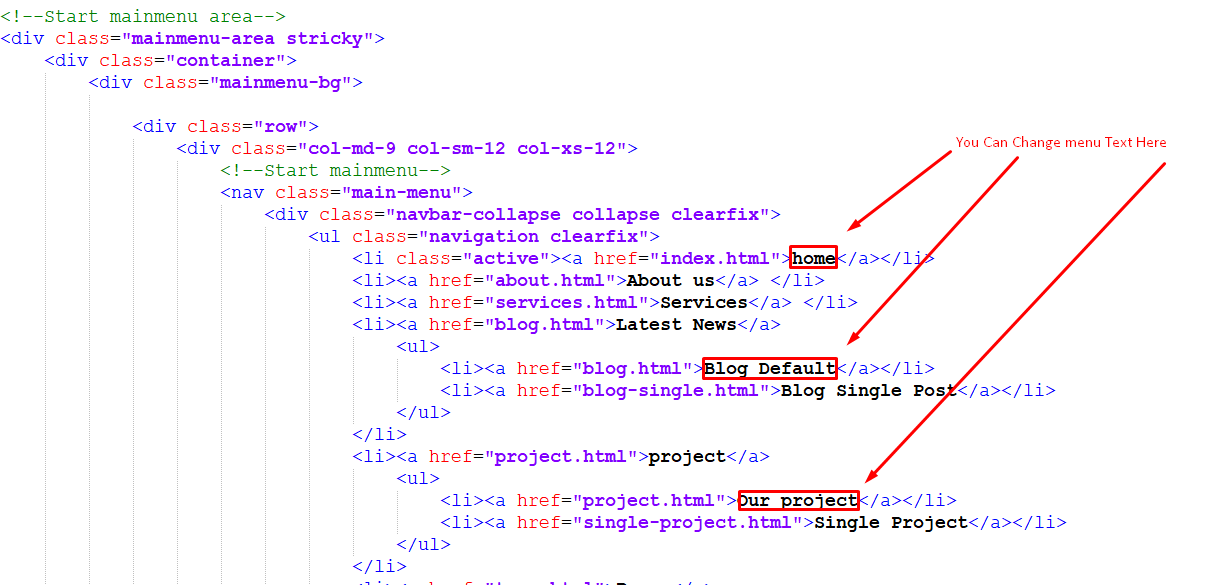 <!--Start mainmenu area-->
<div class="mainmenu-area stricky">
<div class="container">
<div class="mainmenu-bg">
<div class="row">
<div class="col-md-9 col-sm-12 col-xs-12">
You Can Change menu Text Here
<!--Start mainmenu-->
<nav class="main-menu">
<div class="navbar-collapse collapse clearfix">
<ul class="navigation clearfix">
<li class="active"><a href="index.html">home</a></li>
<li><a href="about.html">About us</a> </li>
<li><a href="services.html">Services</a> </li>
<li><a href="blog.html">Latest News</a>
<ul>
<li><a href="blog.html">Blog Default</a></li>
<li><a href="blog-single.html">Blog Single Post</a></li>
</ul>
</li>
<li><a href="project.html">project</a>
<ul>
<li><a href="project.html">Our project</a></li>
<li><a href="single-project.html">Single Project</a></li>
</ul>
</li>